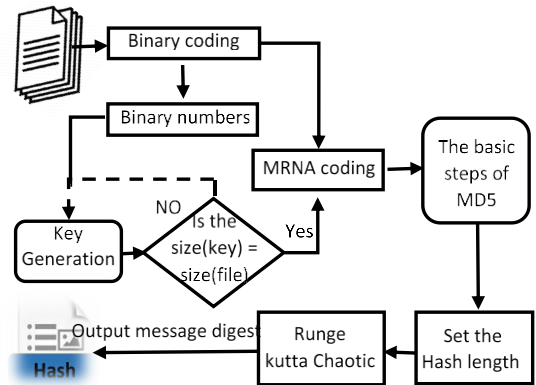 Binary coding
Binary numbers
MRNA coding
The basic
steps of
MD5
NO
Is the
size(key) =
size(file)
Yes
Key
Generation
Output message digest
Hash
Runge
kutta Chaotic
Set the
Hash length